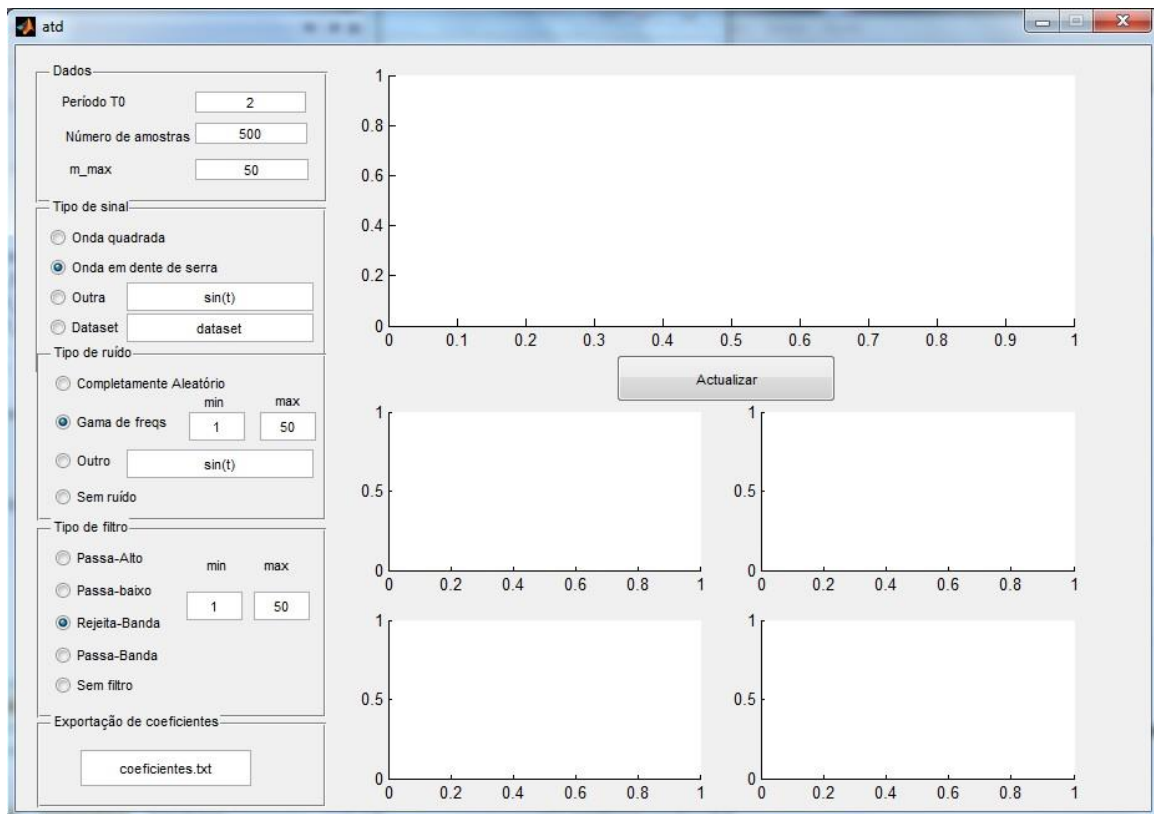 atd
Dados
Período T0 2
Número de amostras 500
m_max 50
Tipo de sinal
Onda quadrada
Onda em dente de serra
Outra sin(t)
Dataset dataset
Tipo de ruído
Completamente Aleatório
min max
Gama de freqs 1 50
Outro sin(t)
Sem ruído
Tipo de filtro
Passa-Alto
min max
Passa-baixo
1 50
Rejeita-Banda
Passa-Banda
Sem filtro
Exportação de coeficientes
coeficientes.txt
1
0.8
0.6
0.4
0.2
0
0 0.1 0.2 0.3 0.4 0.5 0.6 0.7 0.8 0.9 1
Actualizar
1
0.5
0
0 0.2 0.4 0.6 0.8 1
1
0.5
0
0 0.2 0.4 0.6 0.8 1
1
0.5
0
0 0.2 0.4 0.6 0.8 1
1
0.5
0
0 0.2 0.4 0.6 0.8 1